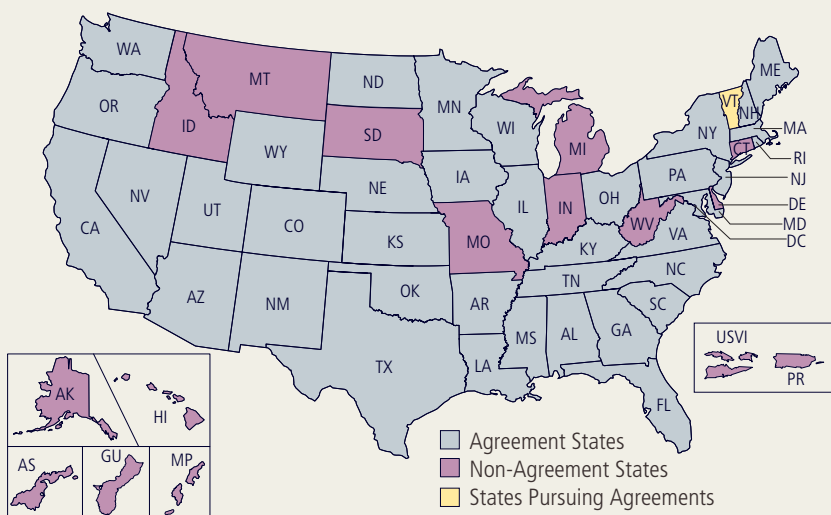 WA
MT
ND
ME
OR
ID
MN
VT
NH
SD
WI
NY
MA
WY
MI
CT
RI
PA
NJ
NV
NE
IA
IL
IN
OH
DE
CA
UT
CO
WV
MD
KS
MO
VA
DC
KY
NC
AZ
NM
OK
TN
AR
SC
MS
AL
GA
TX
LA
FL
USVI
PR
AK
HI
AS
GU
MP
Agreement States
Non-Agreement States
States Pursuing Agreements